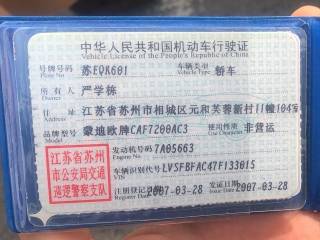 中华人民共和国机动车行驶证
Vehicle License of the People's Republic of China
号牌号码 苏EQK601 车辆类型 轿车
Plate No. Vehicle Type
所有人 严学栋
Owner
住址 江苏省苏州市相城区元和芙蓉新村11幢104室
Address
品牌型号 蒙迪欧牌CAF7200AC3 使用性质 非营运
Model Use Character
发动机号码 7A05663
Engine No.
车辆识别代号 LVSFBFAC47F133015
VIN
注册登记日期 2007-03-28 发证日期 2007-03-28
Register Date Issue Date
江苏省苏州
市公安局交通
巡逻警察支队